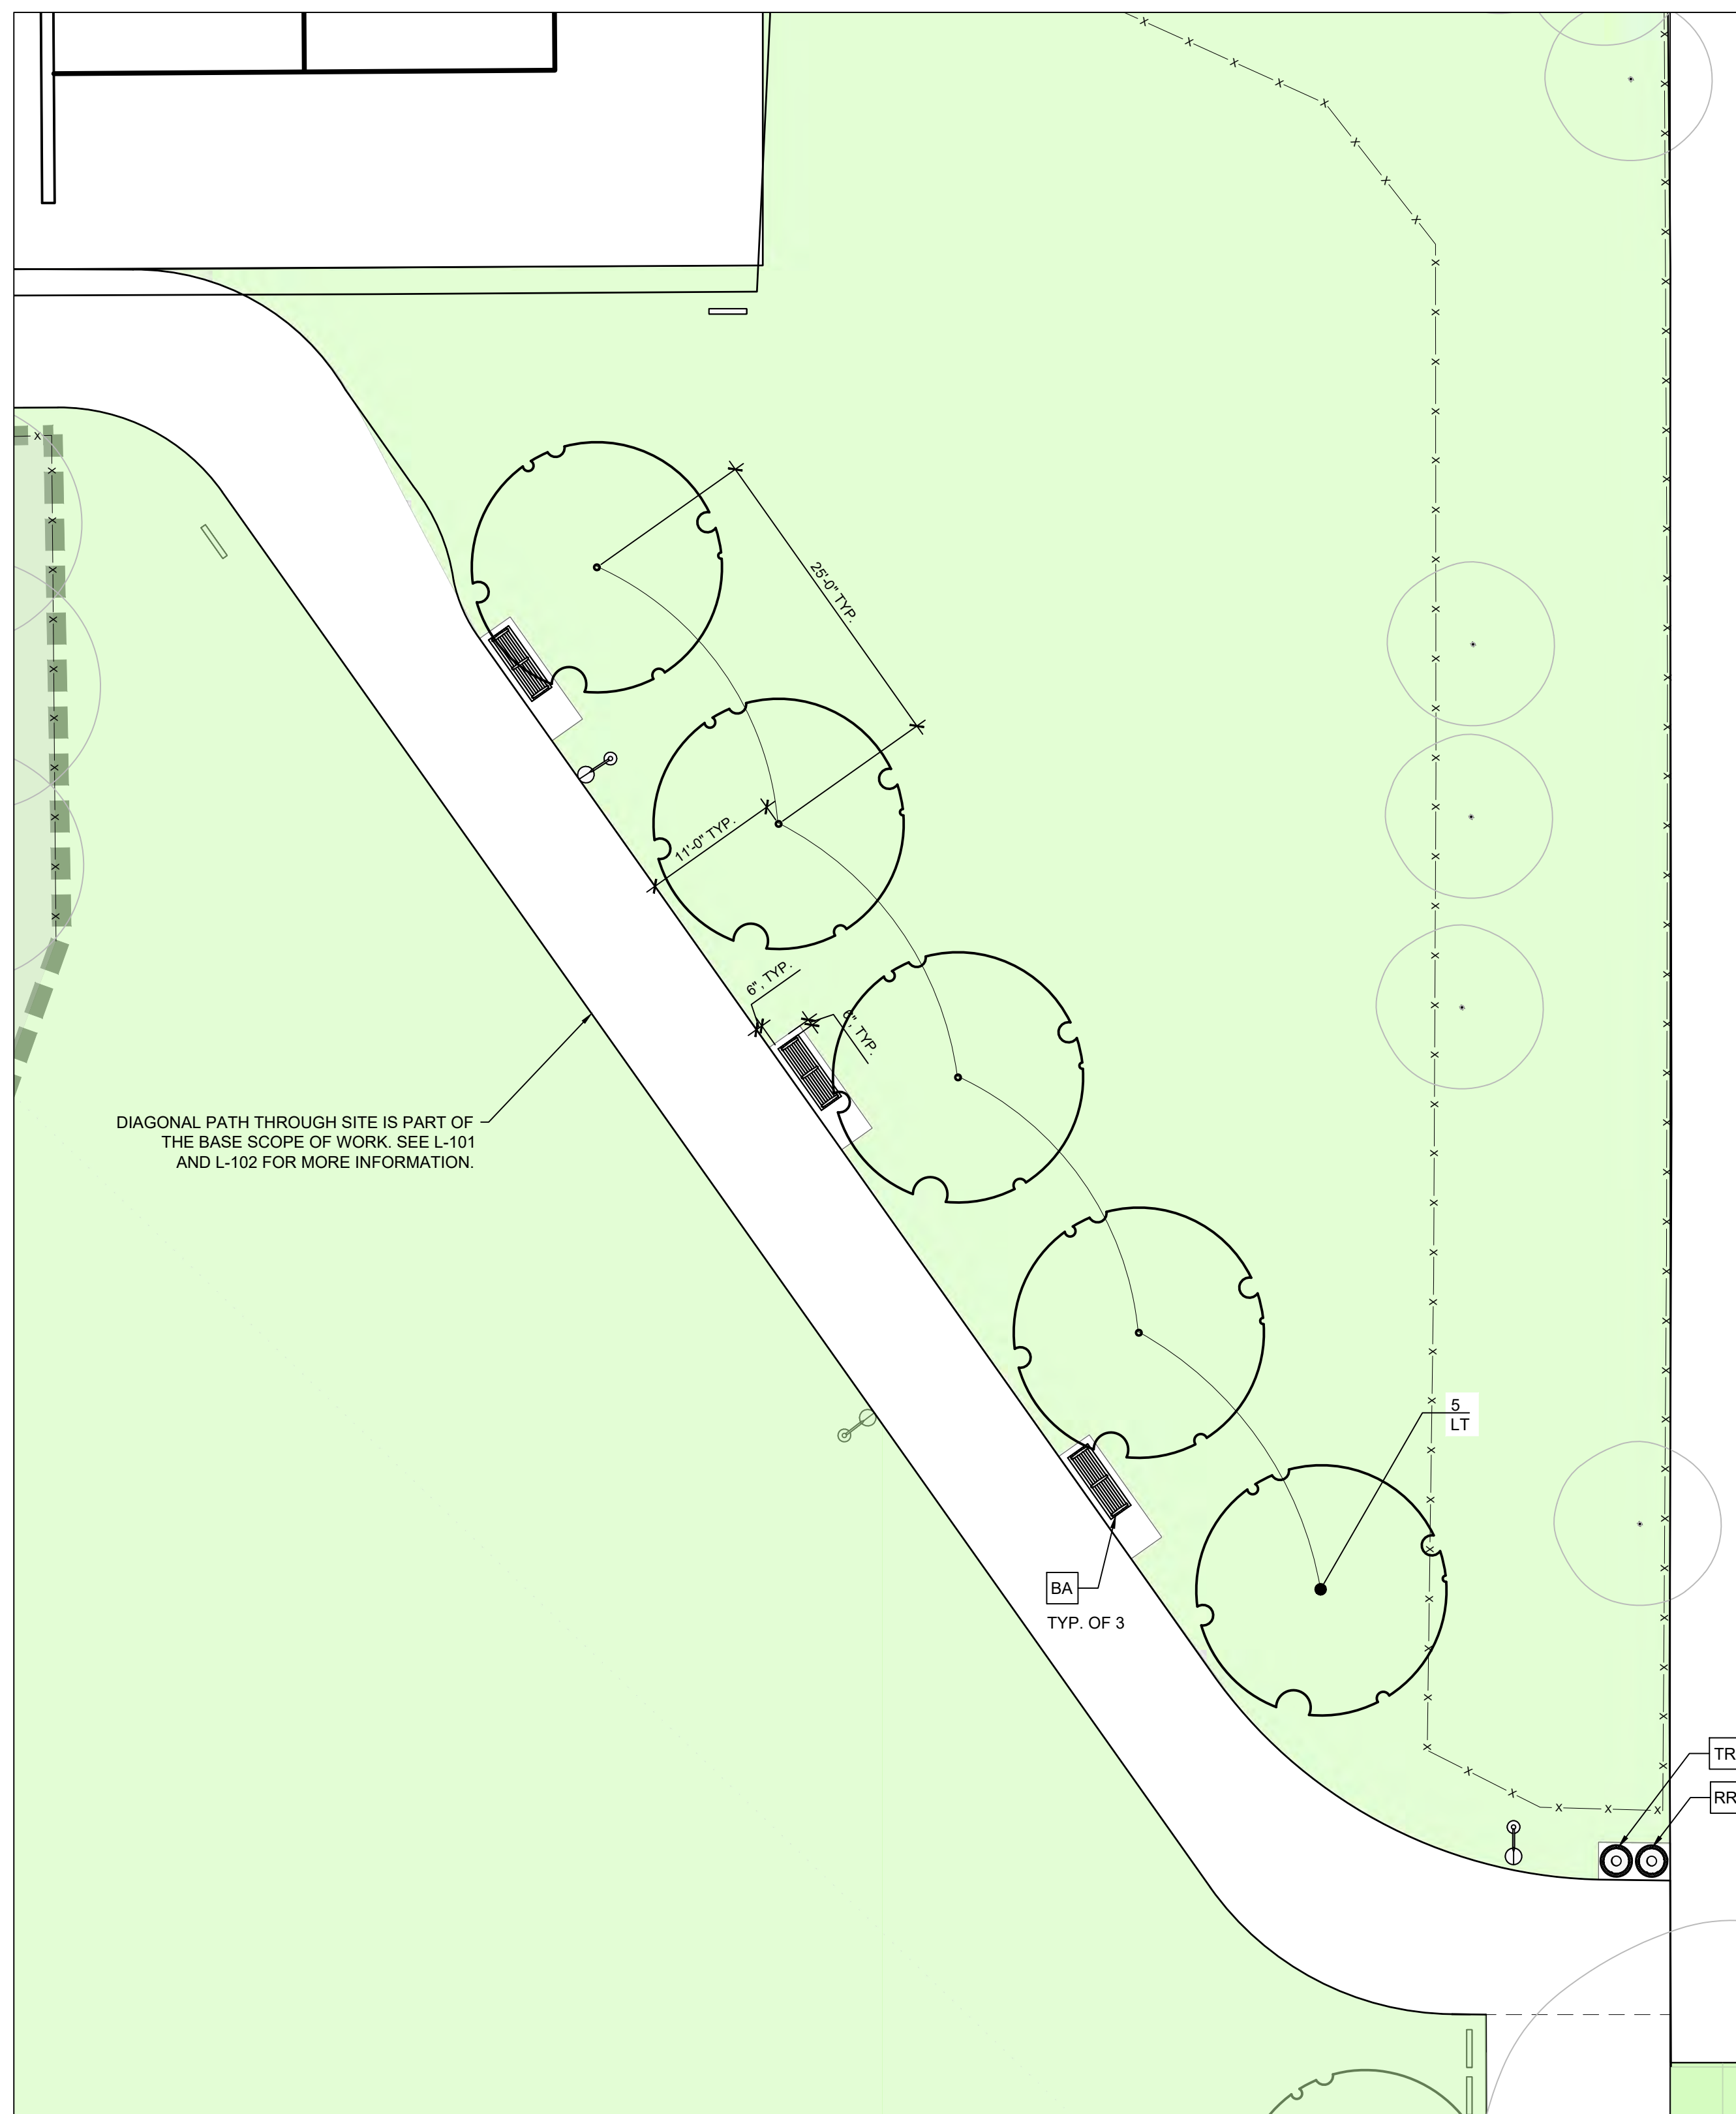 25'-0" TYP.
11'-0" TYP.
6", TYP.
6", TYP.
DIAGONAL PATH THROUGH SITE IS PART OF
THE BASE SCOPE OF WORK. SEE L-101
AND L-102 FOR MORE INFORMATION.
5
LT
BA
TYP. OF 3
TR
RR